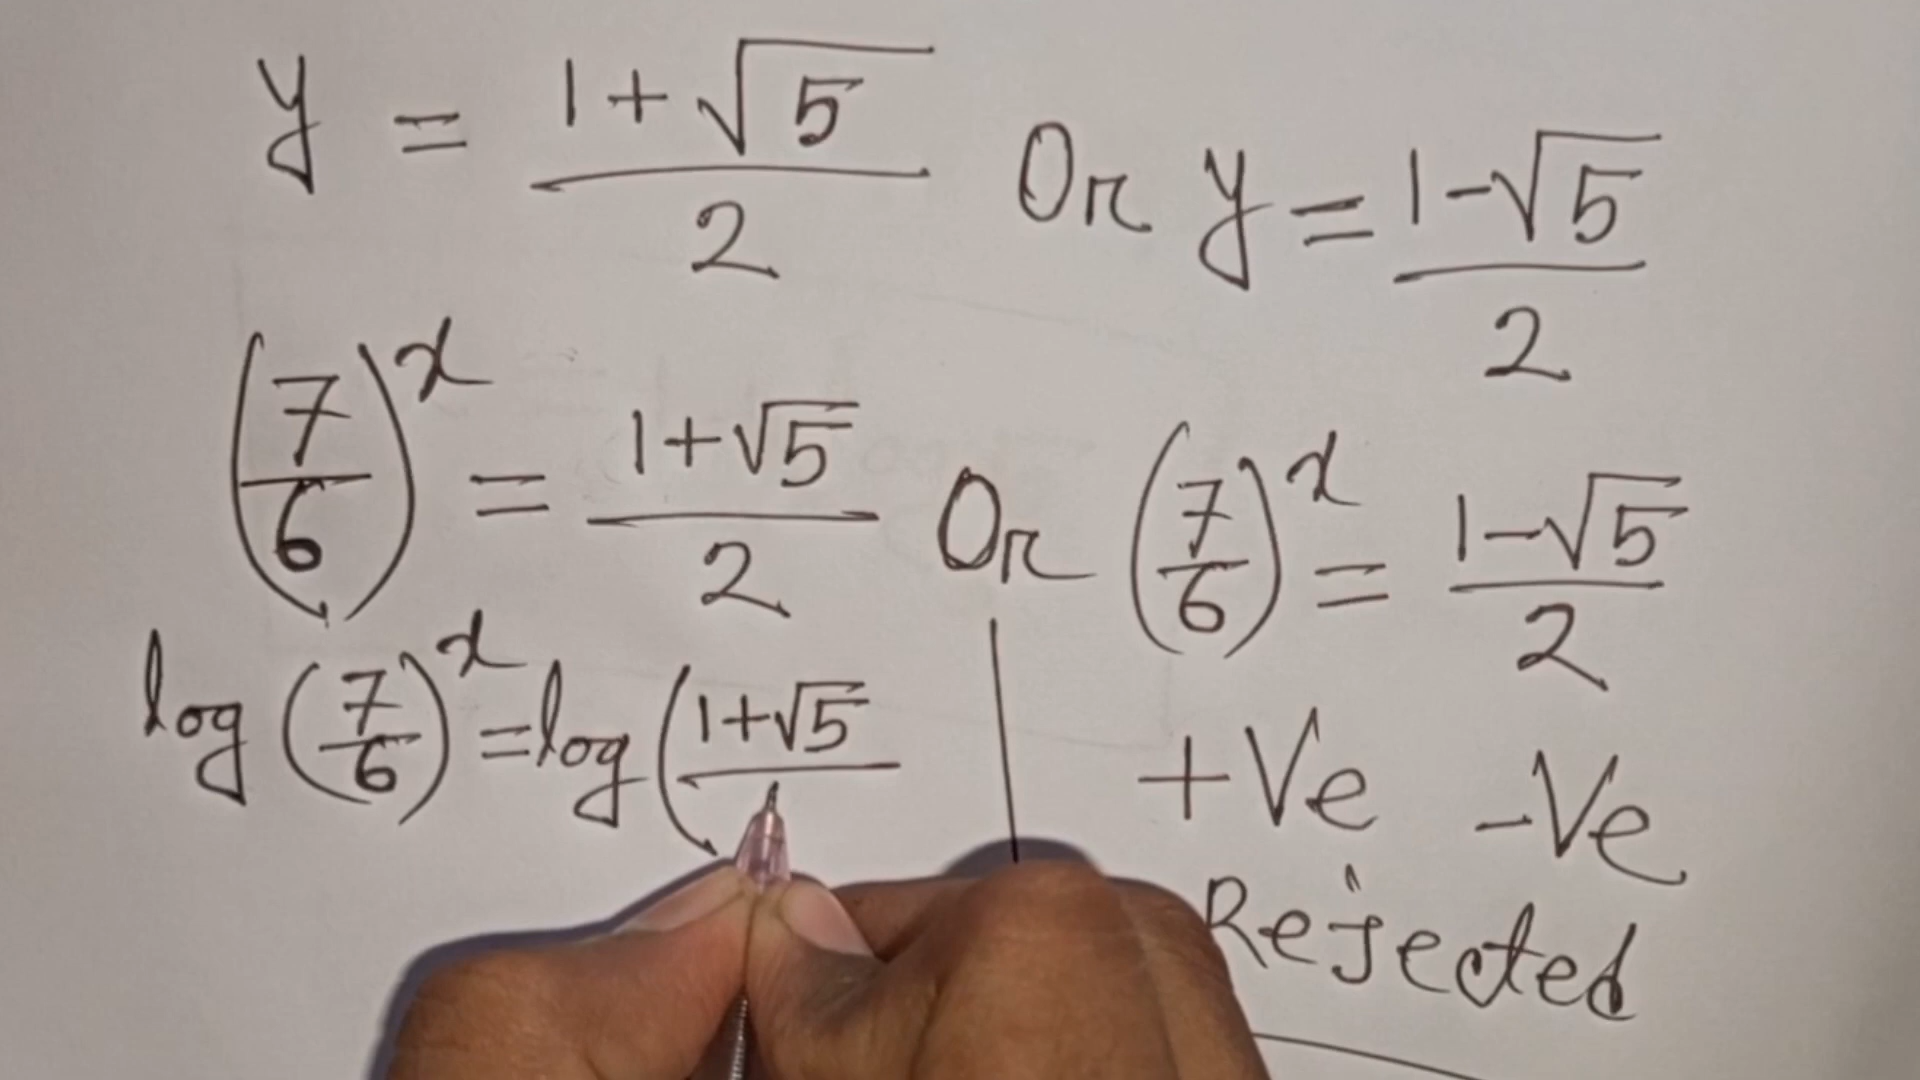 y = (1+√5)/2 Or y = (1-√5)/2
(7/6)^x = (1+√5)/2 Or (7/6)^x = (1-√5)/2
log (7/6)^x = log ((1+√5)/
+Ve -Ve
Rejected